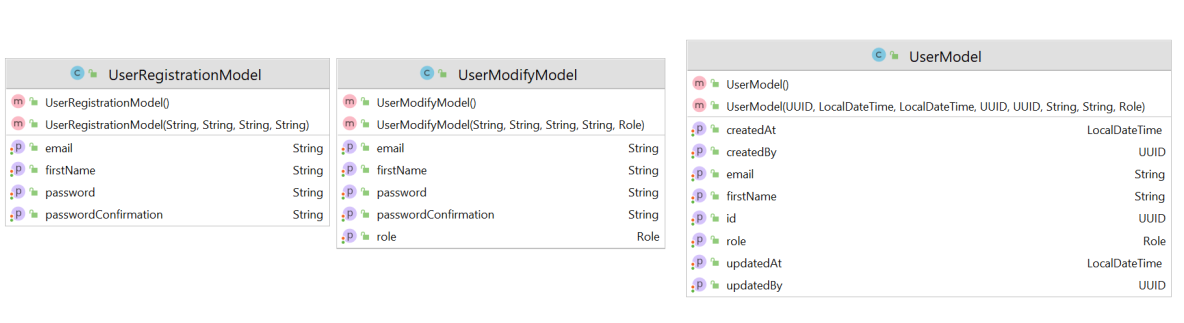 UserRegistrationModel
UserRegistrationModel()
UserRegistrationModel(String, String, String, String)
email String
firstName String
password String
passwordConfirmation String
UserModifyModel
UserModifyModel()
UserModifyModel(String, String, String, String, Role)
email String
firstName String
password String
passwordConfirmation String
role Role
UserModel
UserModel()
UserModel(UUID, LocalDateTime, LocalDateTime, UUID, UUID, String, String, Role)
createdAt LocalDateTime
createdBy UUID
email String
firstName String
id UUID
role Role
updatedAt LocalDateTime
updatedBy UUID